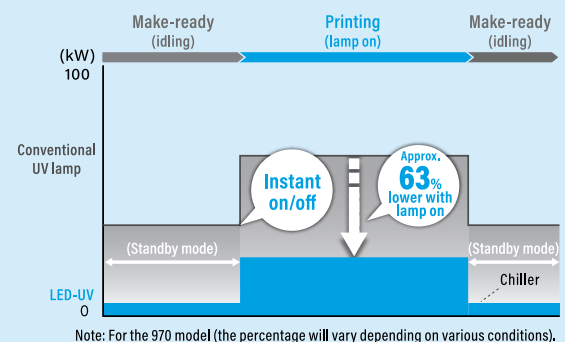 Make-ready
(idling)
Printing
(lamp on)
Make-ready
(idling)
(kW)
100
Conventional
UV lamp
Instant
on/off
Approx.
63%
lower with
lamp on
(Standby mode)
(Standby mode)
Chiller
LED-UV
0
Note: For the 970 model (the percentage will vary depending on various conditions).